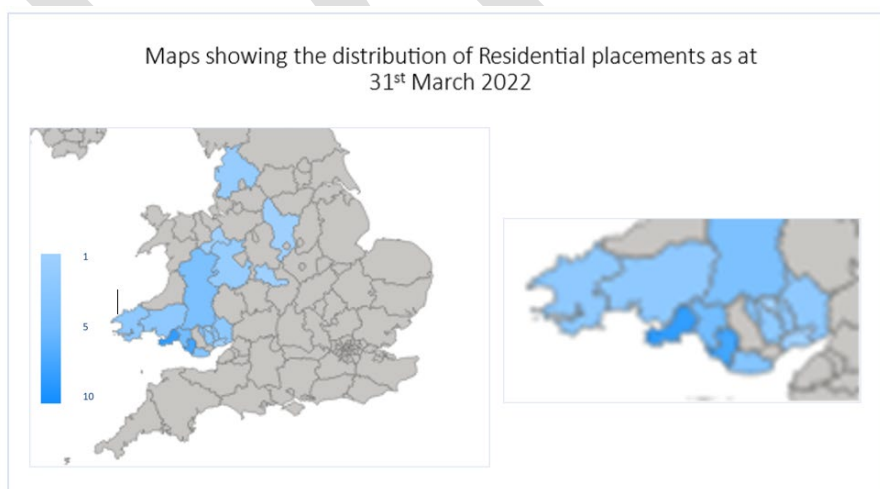 Maps showing the distribution of Residential placements as at
31st March 2022
1
5
10